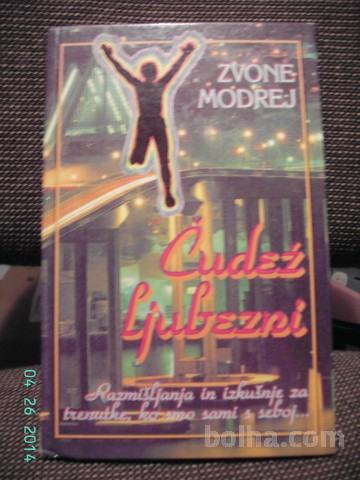 ZVONE
MODREJ
Čudež
ljubezni
Razmišljanja in izkušnje za
trenutke, ko smo sami s seboj...
04 26 2014
bolha.com